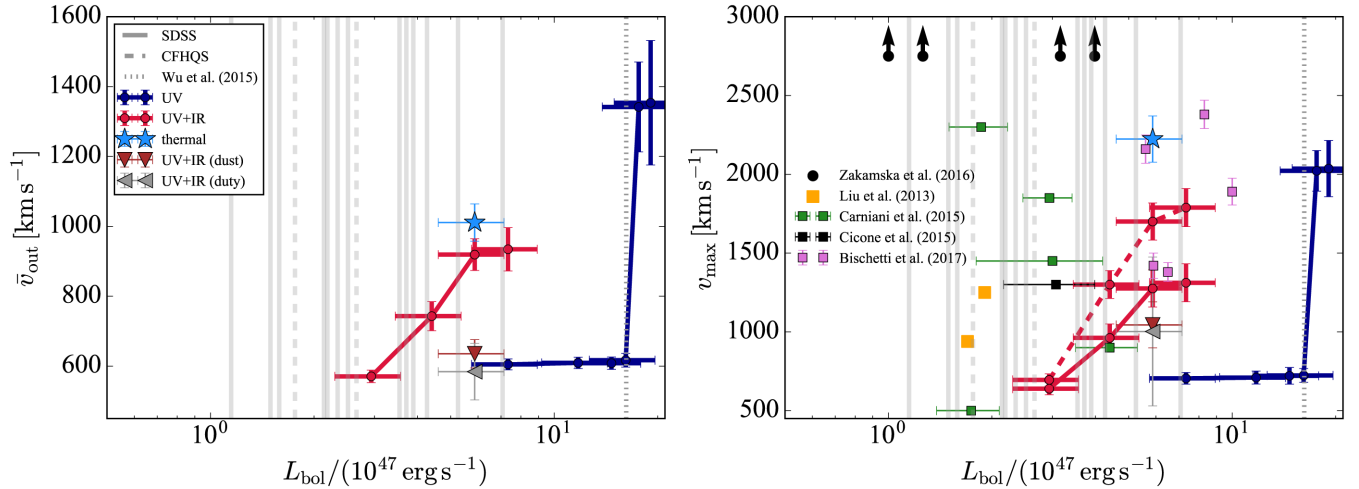 1600
1400
1200
1000
800
600
v̄out [km s−1]
SDSS
CFHQS
Wu et al. (2015)
UV
UV+IR
thermal
UV+IR (dust)
UV+IR (duty)
10^0
10^1
Lbol/(10^47 erg s−1)
3000
2500
2000
1500
1000
500
vmax [km s−1]
Zakamska et al. (2016)
Liu et al. (2013)
Carniani et al. (2015)
Cicone et al. (2015)
Bischetti et al. (2017)
10^0
10^1
Lbol/(10^47 erg s−1)